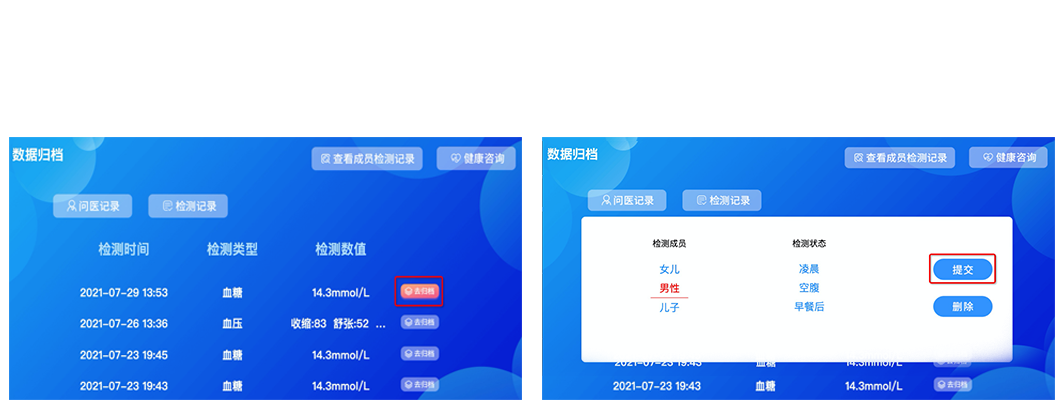 数据归档
查看成员检测记录 健康咨询
问医记录 检测记录
检测时间 检测类型 检测数值
2021-07-29 13:53 血糖 14.3mmol/L 去归档
2021-07-26 13:36 血压 收缩:83 舒张:52 ... 去归档
2021-07-23 19:45 血糖 14.3mmol/L 去归档
2021-07-23 19:43 血糖 14.3mmol/L 去归档
数据归档
查看成员检测记录 健康咨询
问医记录 检测记录
检测成员 检测状态
女儿 凌晨 提交
男性 空腹
儿子 早餐后 删除
2021-07-23 19:45 血糖 14.3mmol/L 去归档
2021-07-23 19:43 血糖 14.3mmol/L 去归档